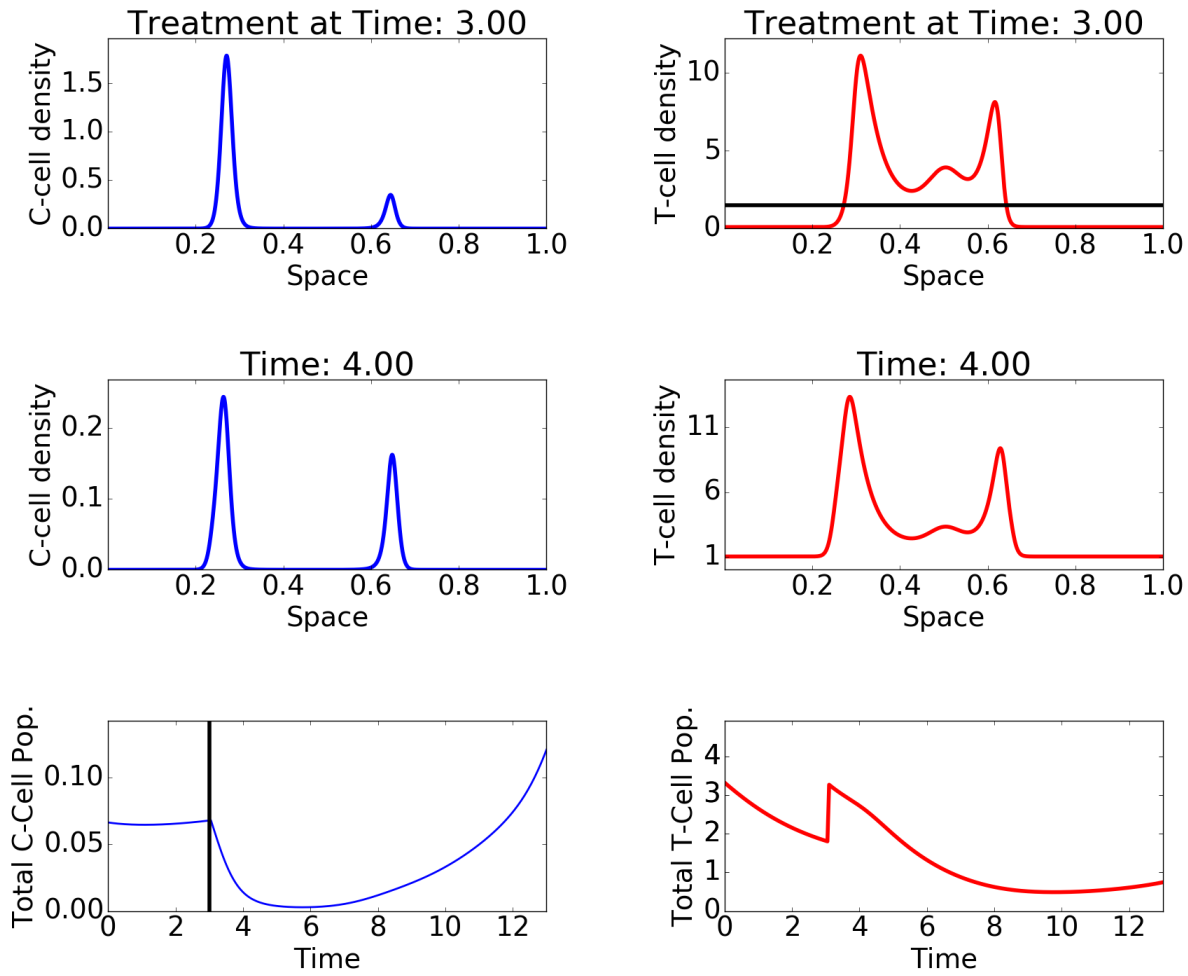 Treatment at Time: 3.00
C-cell density
0.0
0.5
1.0
1.5
0.2 0.4 0.6 0.8 1.0
Space
Treatment at Time: 3.00
T-cell density
0
5
10
0.2 0.4 0.6 0.8 1.0
Space
Time: 4.00
C-cell density
0.0
0.1
0.2
0.2 0.4 0.6 0.8 1.0
Space
Time: 4.00
T-cell density
1
6
11
0.2 0.4 0.6 0.8 1.0
Space
Total C-Cell Pop.
0.00
0.05
0.10
0 2 4 6 8 10 12
Time
Total T-Cell Pop.
0
1
2
3
4
0 2 4 6 8 10 12
Time